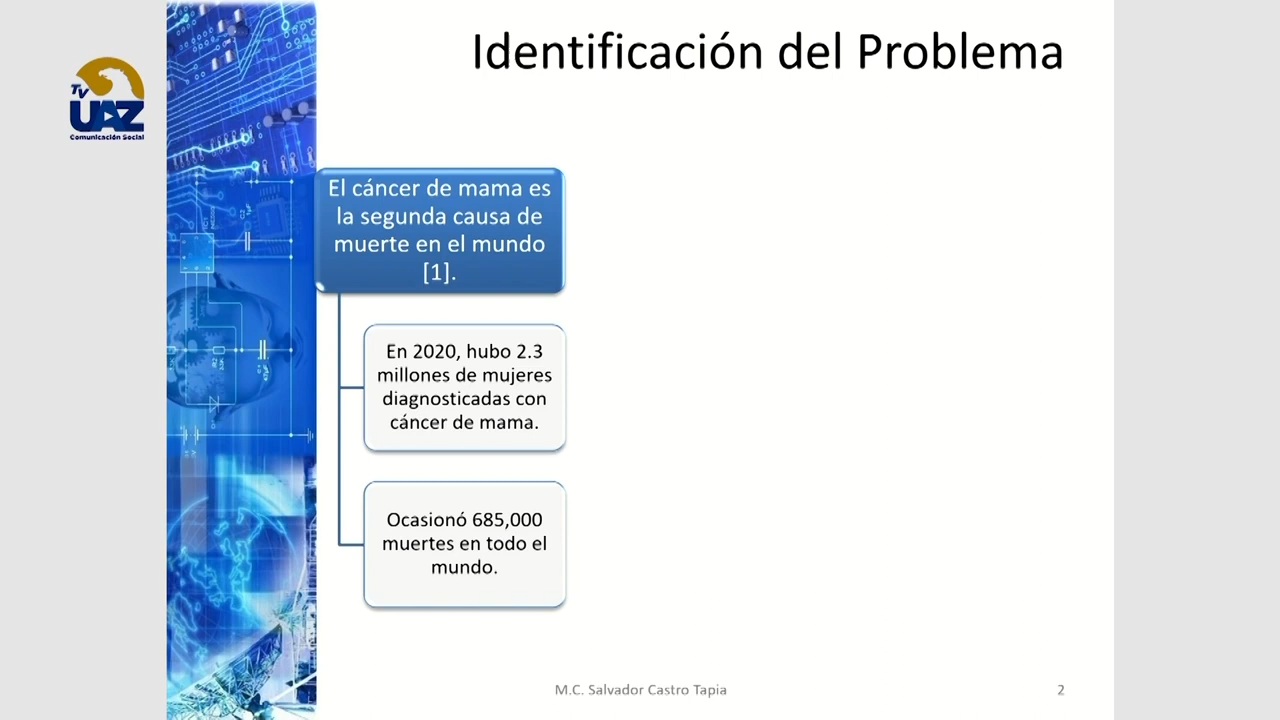 Identificación del Problema
TV
UAZ
Comunicación Social
El cáncer de mama es
la segunda causa de
muerte en el mundo
[1].
En 2020, hubo 2.3
millones de mujeres
diagnosticadas con
cáncer de mama.
Ocasionó 685,000
muertes en todo el
mundo.
M.C. Salvador Castro Tapia
2